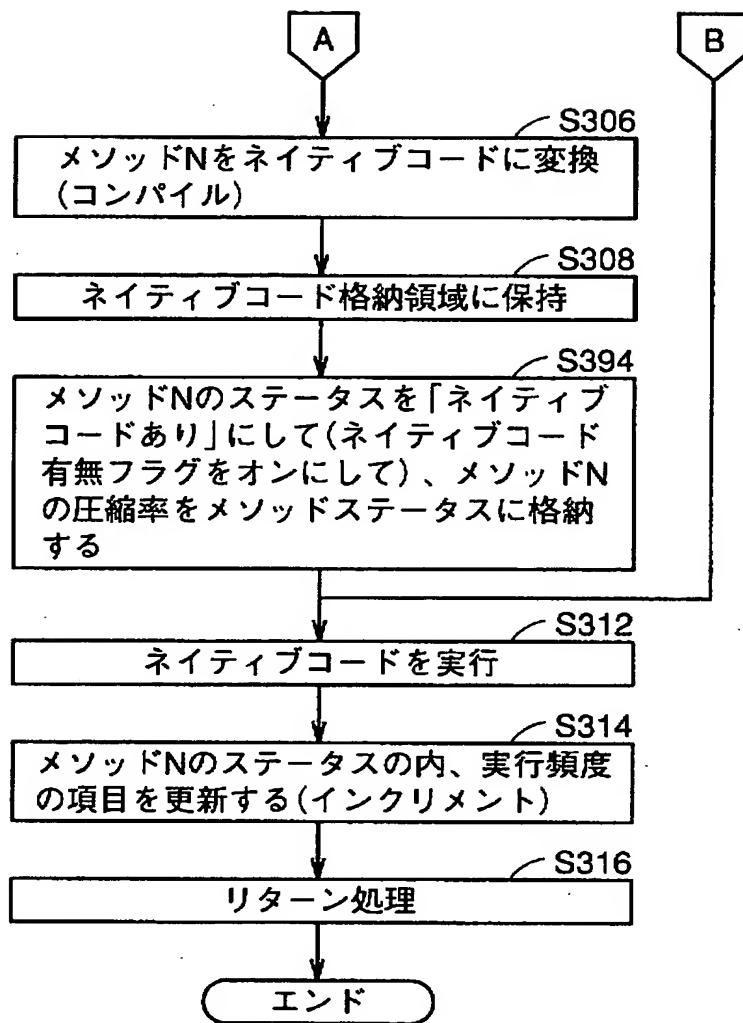 A
B
S306
メソッドNをネイティブコードに変換
(コンパイル)
S308
ネイティブコード格納領域に保持
S394
メソッドNのステータスを「ネイティブ
コードあり」にして(ネイティブコード
有無フラグをオンにして)、メソッドN
の圧縮率をメソッドステータスに格納
する
S312
ネイティブコードを実行
S314
メソッドNのステータスの内、実行頻度
の項目を更新する(インクリメント)
S316
リターン処理
エンド